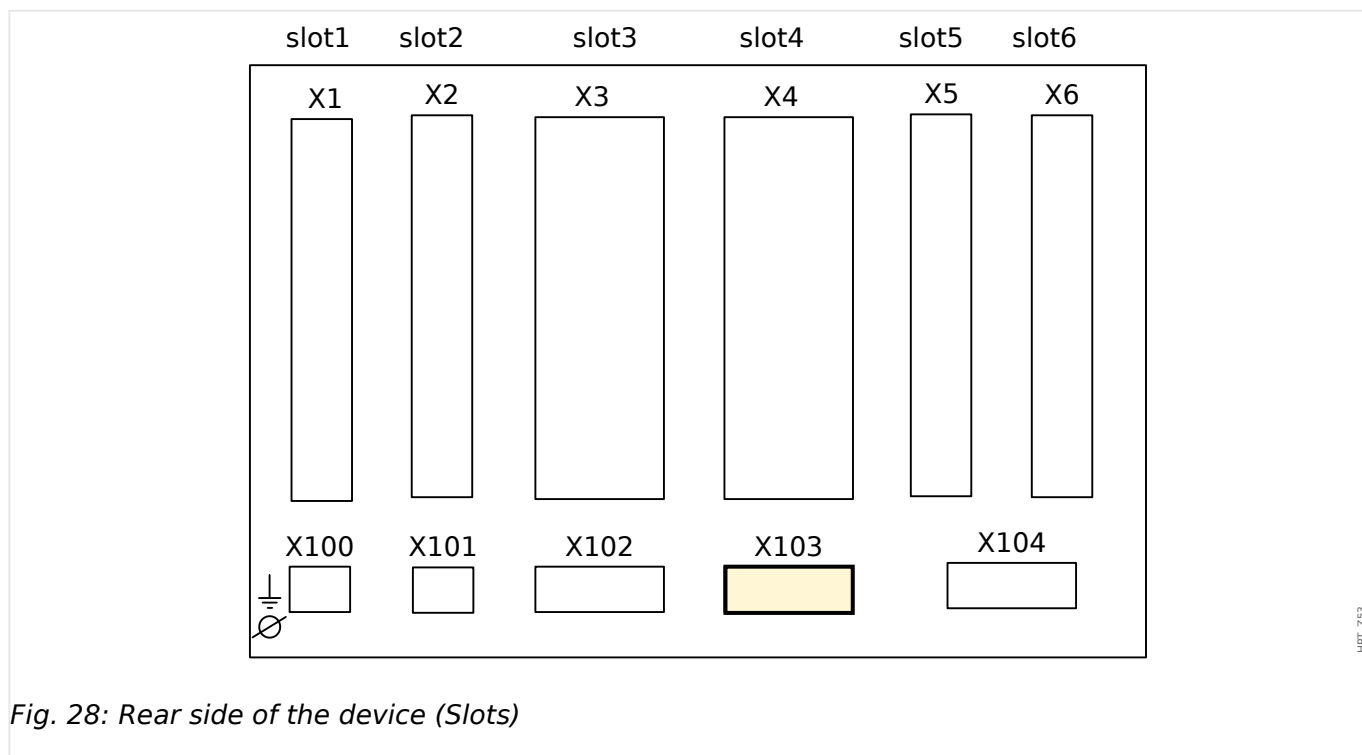 slot1 slot2 slot3 slot4 slot5 slot6
X1 X2 X3 X4 X5 X6
X100 X101 X102 X103 X104
HPT_Z53
Fig. 28: Rear side of the device (Slots)